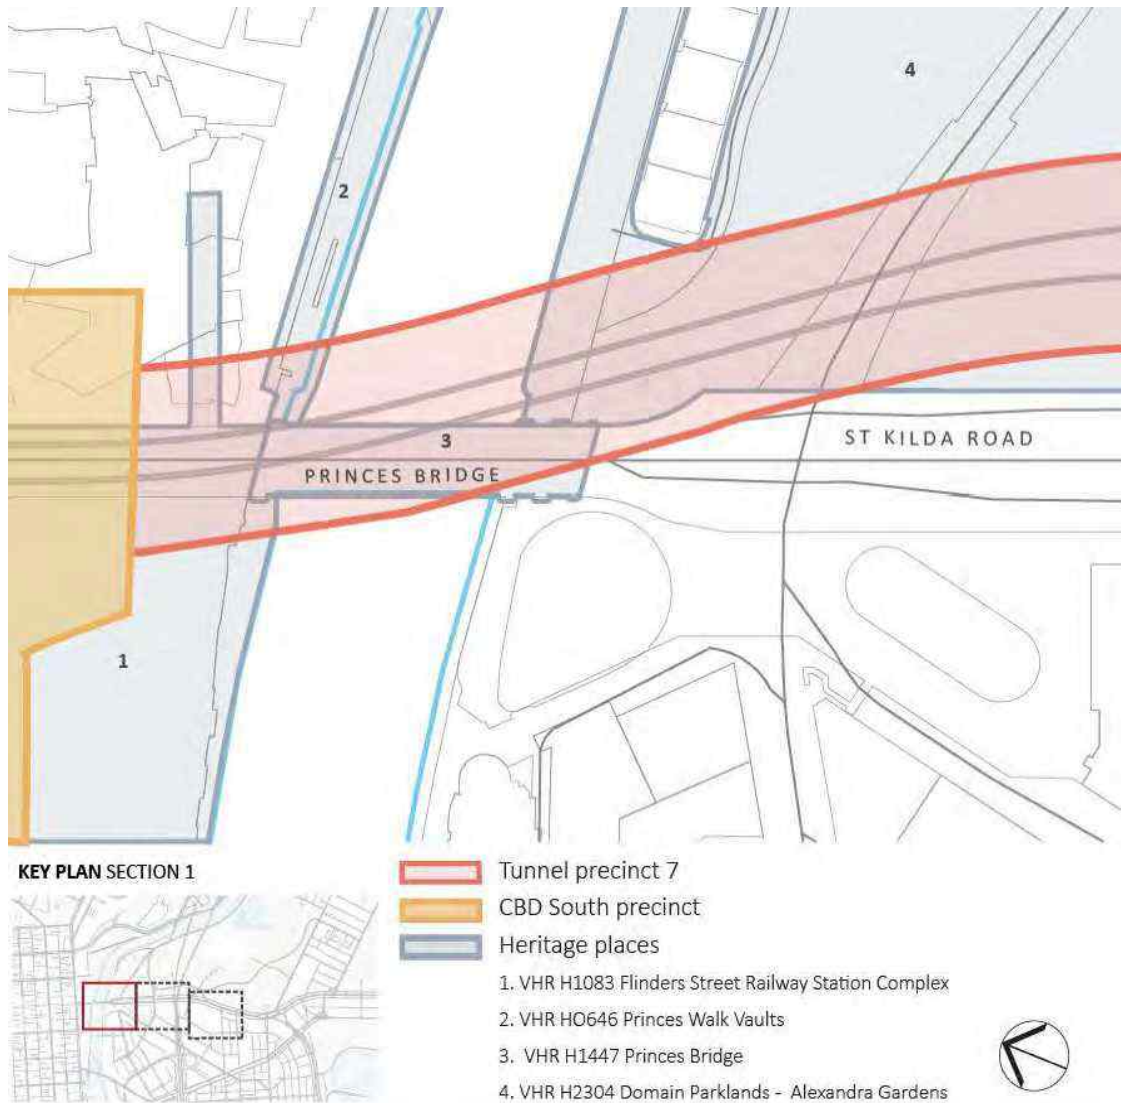 4
2
3
PRINCES BRIDGE
ST KILDA ROAD
1
KEY PLAN SECTION 1
Tunnel precinct 7
CBD South precinct
Heritage places
1. VHR H1083 Flinders Street Railway Station Complex
2. VHR HO646 Princes Walk Vaults
3. VHR H1447 Princes Bridge
4. VHR H2304 Domain Parklands - Alexandra Gardens